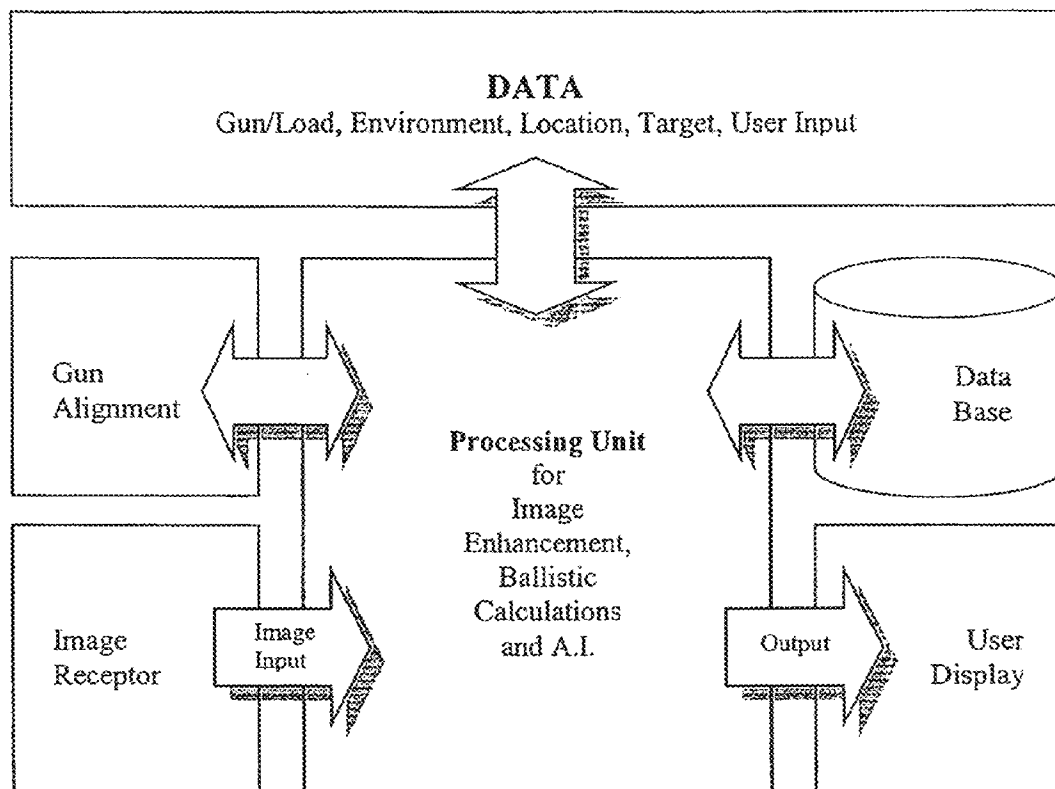 DATA
Gun/Load, Environment, Location, Target, User Input
Gun
Alignment
Data
Base
Processing Unit
for
Image
Enhancement,
Ballistic
Calculations
and A.I.
Image
Receptor
Image
Input
Output
User
Display